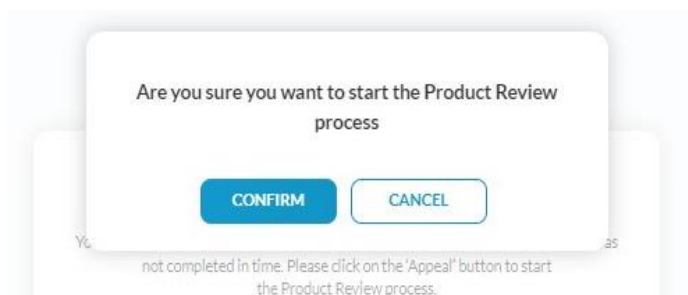 Are you sure you want to start the Product Review
process
CONFIRM
CANCEL
as
not completed in time. Please click on the 'Appeal' button to start
the Product Review process.